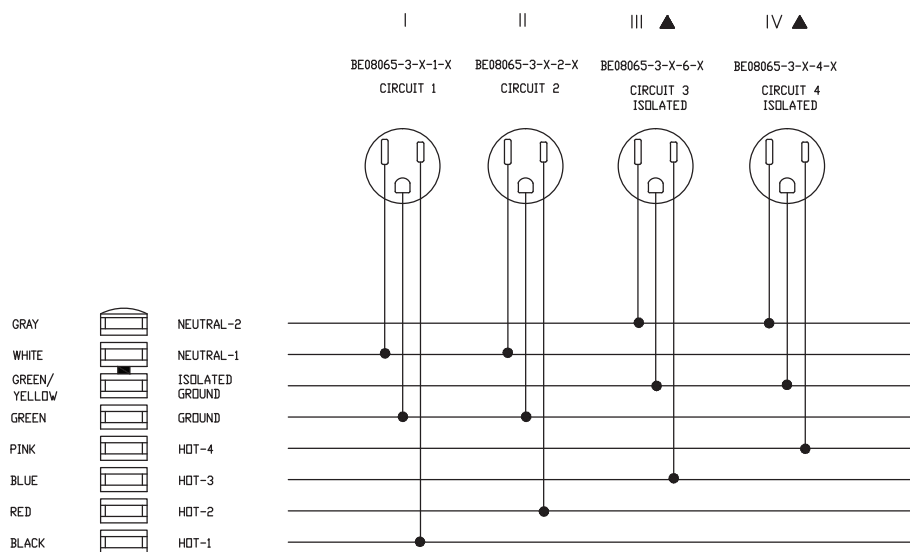 I II III ▲ IV ▲
BE08065-3-X-1-X BE08065-3-X-2-X BE08065-3-X-6-X BE08065-3-X-4-X
CIRCUIT 1 CIRCUIT 2 CIRCUIT 3 CIRCUIT 4
ISOLATED ISOLATED
GRAY NEUTRAL-2
WHITE NEUTRAL-1
GREEN/ ISOLATED
YELLOW GROUND
GREEN GROUND
PINK HOT-4
BLUE HOT-3
RED HOT-2
BLACK HOT-1